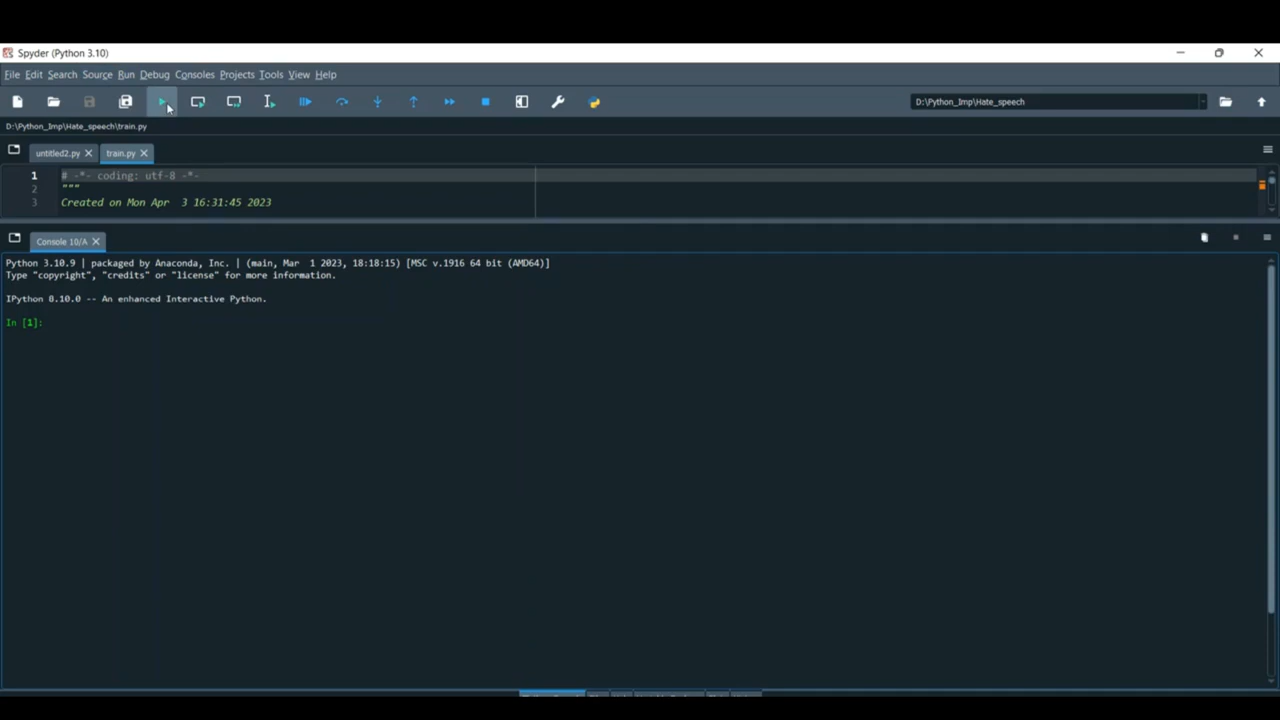 Spyder (Python 3.10)
File Edit Search Source Run Debug Consoles Projects Tools View Help
D:\Python_Imp\Hate_speech
D:\Python_Imp\Hate_speech\train.py
untitled2.py train.py
1 # -*- coding: utf-8 -*-
2 """
3 Created on Mon Apr  3 16:31:45 2023
Console 10/A
Python 3.10.9 | packaged by Anaconda, Inc. | (main, Mar  1 2023, 18:18:15) [MSC v.1916 64 bit (AMD64)]
Type "copyright", "credits" or "license" for more information.
IPython 8.10.0 -- An enhanced Interactive Python.
In [1]: